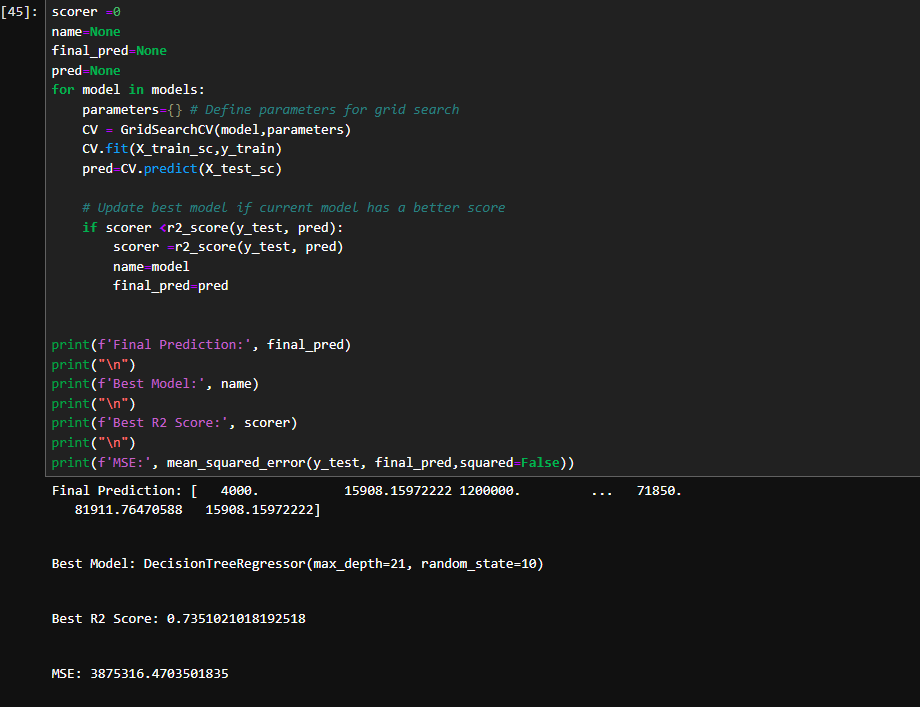 [45]: scorer =0
name=None
final_pred=None
pred=None
for model in models:
    parameters={} # Define parameters for grid search
    CV = GridSearchCV(model,parameters)
    CV.fit(X_train_sc,y_train)
    pred=CV.predict(X_test_sc)
    # Update best model if current model has a better score
    if scorer <r2_score(y_test, pred):
        scorer =r2_score(y_test, pred)
        name=model
        final_pred=pred
print(f'Final Prediction:', final_pred)
print("\n")
print(f'Best Model:', name)
print("\n")
print(f'Best R2 Score:', scorer)
print("\n")
print(f'MSE:', mean_squared_error(y_test, final_pred,squared=False))
Final Prediction: [   4000.           15908.15972222 1200000.         ...   71850.
   81911.76470588   15908.15972222]
Best Model: DecisionTreeRegressor(max_depth=21, random_state=10)
Best R2 Score: 0.7351021018192518
MSE: 3875316.4703501835